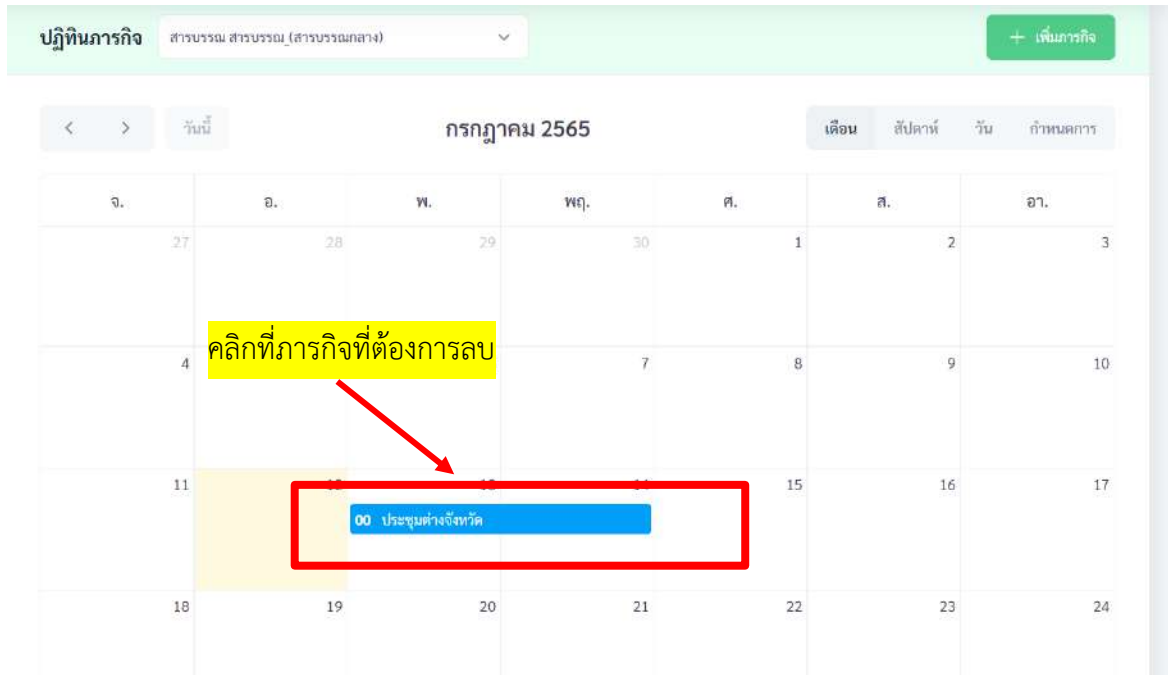 ปฏิทินภารกิจ สารบรรณ สารบรรณ_(สารบรรณกลาง) + เพิ่มภารกิจ
< > วันนี้ กรกฎาคม 2565 เดือน สัปดาห์ วัน กำหนดการ
จ. อ. พ. พฤ. ศ. ส. อา.
27 28 29 30 1 2 3
คลิกที่ภารกิจที่ต้องการลบ
4 7 8 9 10
11 15 16 17
00 ประชุมต่างจังหวัด
18 19 20 21 22 23 24